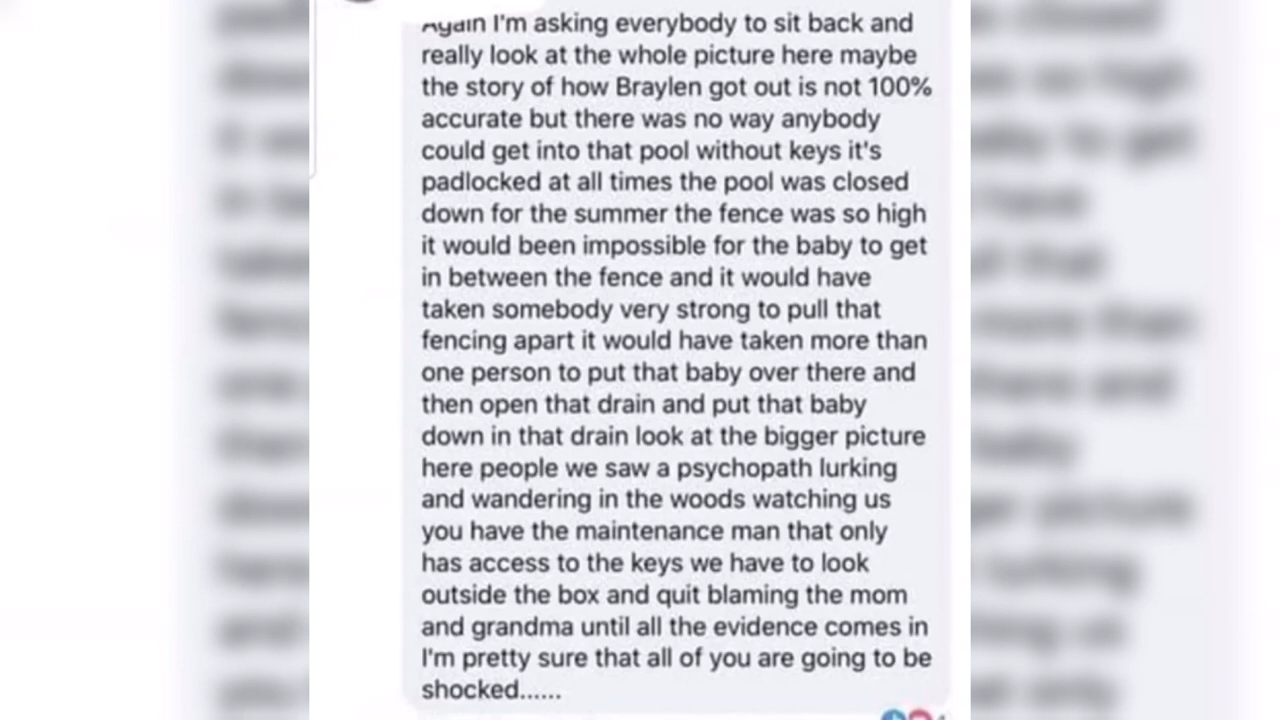 Again I'm asking everybody to sit back and
really look at the whole picture here maybe
the story of how Braylen got out is not 100%
accurate but there was no way anybody
could get into that pool without keys it's
padlocked at all times the pool was closed
down for the summer the fence was so high
it would been impossible for the baby to get
in between the fence and it would have
taken somebody very strong to pull that
fencing apart it would have taken more than
one person to put that baby over there and
then open that drain and put that baby
down in that drain look at the bigger picture
here people we saw a psychopath lurking
and wandering in the woods watching us
you have the maintenance man that only
has access to the keys we have to look
outside the box and quit blaming the mom
and grandma until all the evidence comes in
I'm pretty sure that all of you are going to be
shocked......